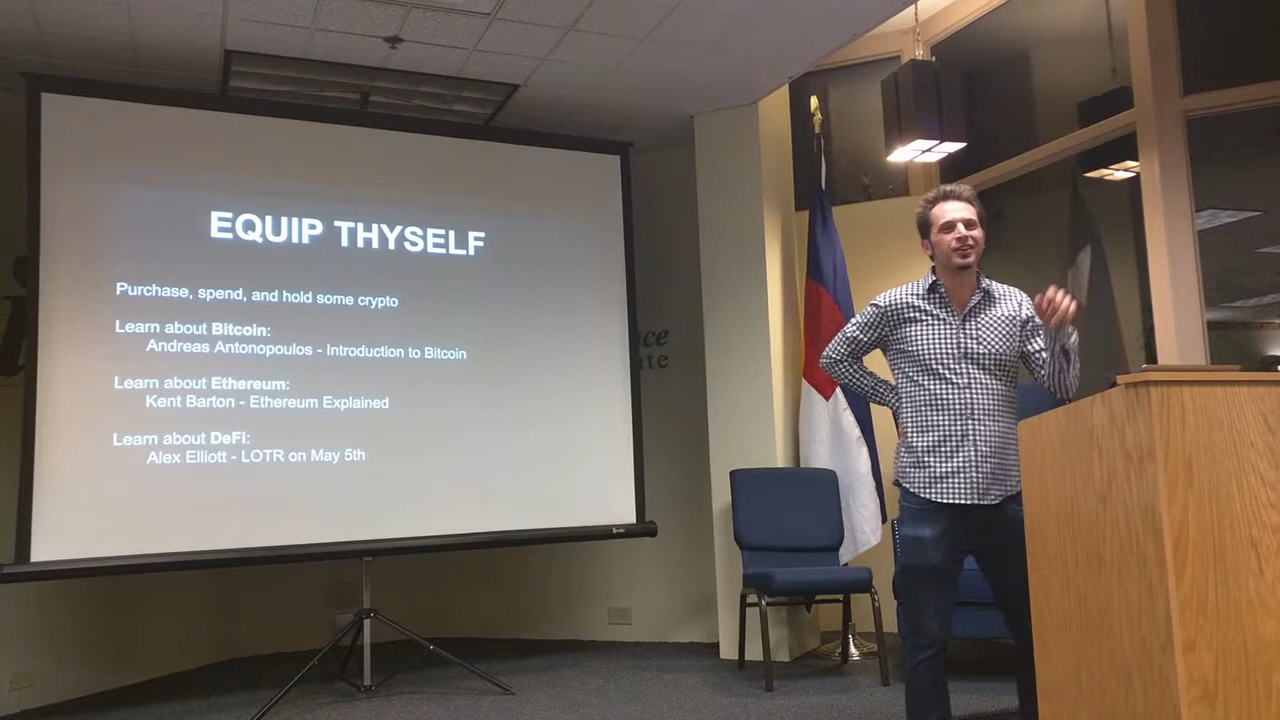 EQUIP THYSELF
Purchase, spend, and hold some crypto
Learn about Bitcoin:
Andreas Antonopoulos - Introduction to Bitcoin
Learn about Ethereum:
Kent Barton - Ethereum Explained
Learn about DeFi:
Alex Elliott - LOTR on May 5th